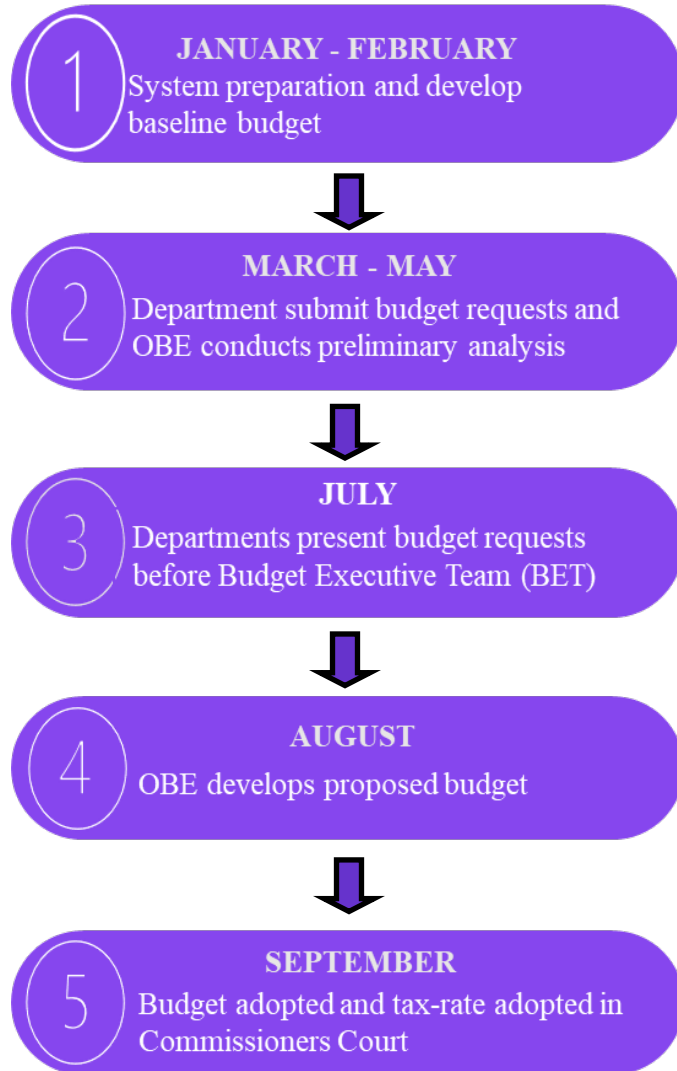 1
JANUARY - FEBRUARY
System preparation and develop
baseline budget
2
MARCH - MAY
Department submit budget requests and
OBE conducts preliminary analysis
3
JULY
Departments present budget requests
before Budget Executive Team (BET)
4
AUGUST
OBE develops proposed budget
5
SEPTEMBER
Budget adopted and tax-rate adopted in
Commissioners Court